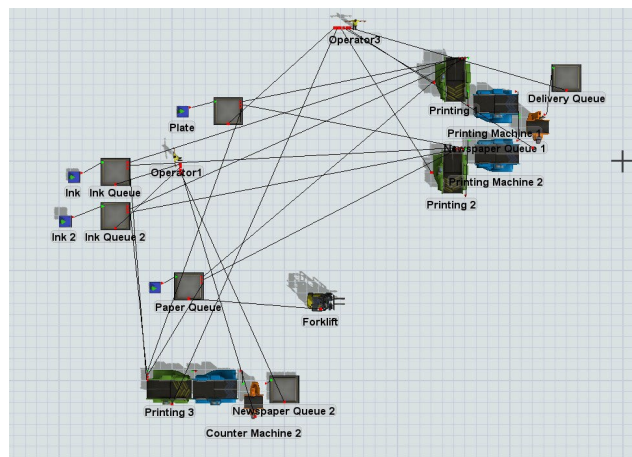 Operator3
Delivery Queue
Printing
Plate
Printing Machine 1
Newspaper Queue 1
Operator1
Printing Machine 2
Ink
Ink Queue
Printing 2
Ink 2
Ink Queue 2
Paper Queue
Forklift
Printing 3
Newspaper Queue 2
Counter Machine 2